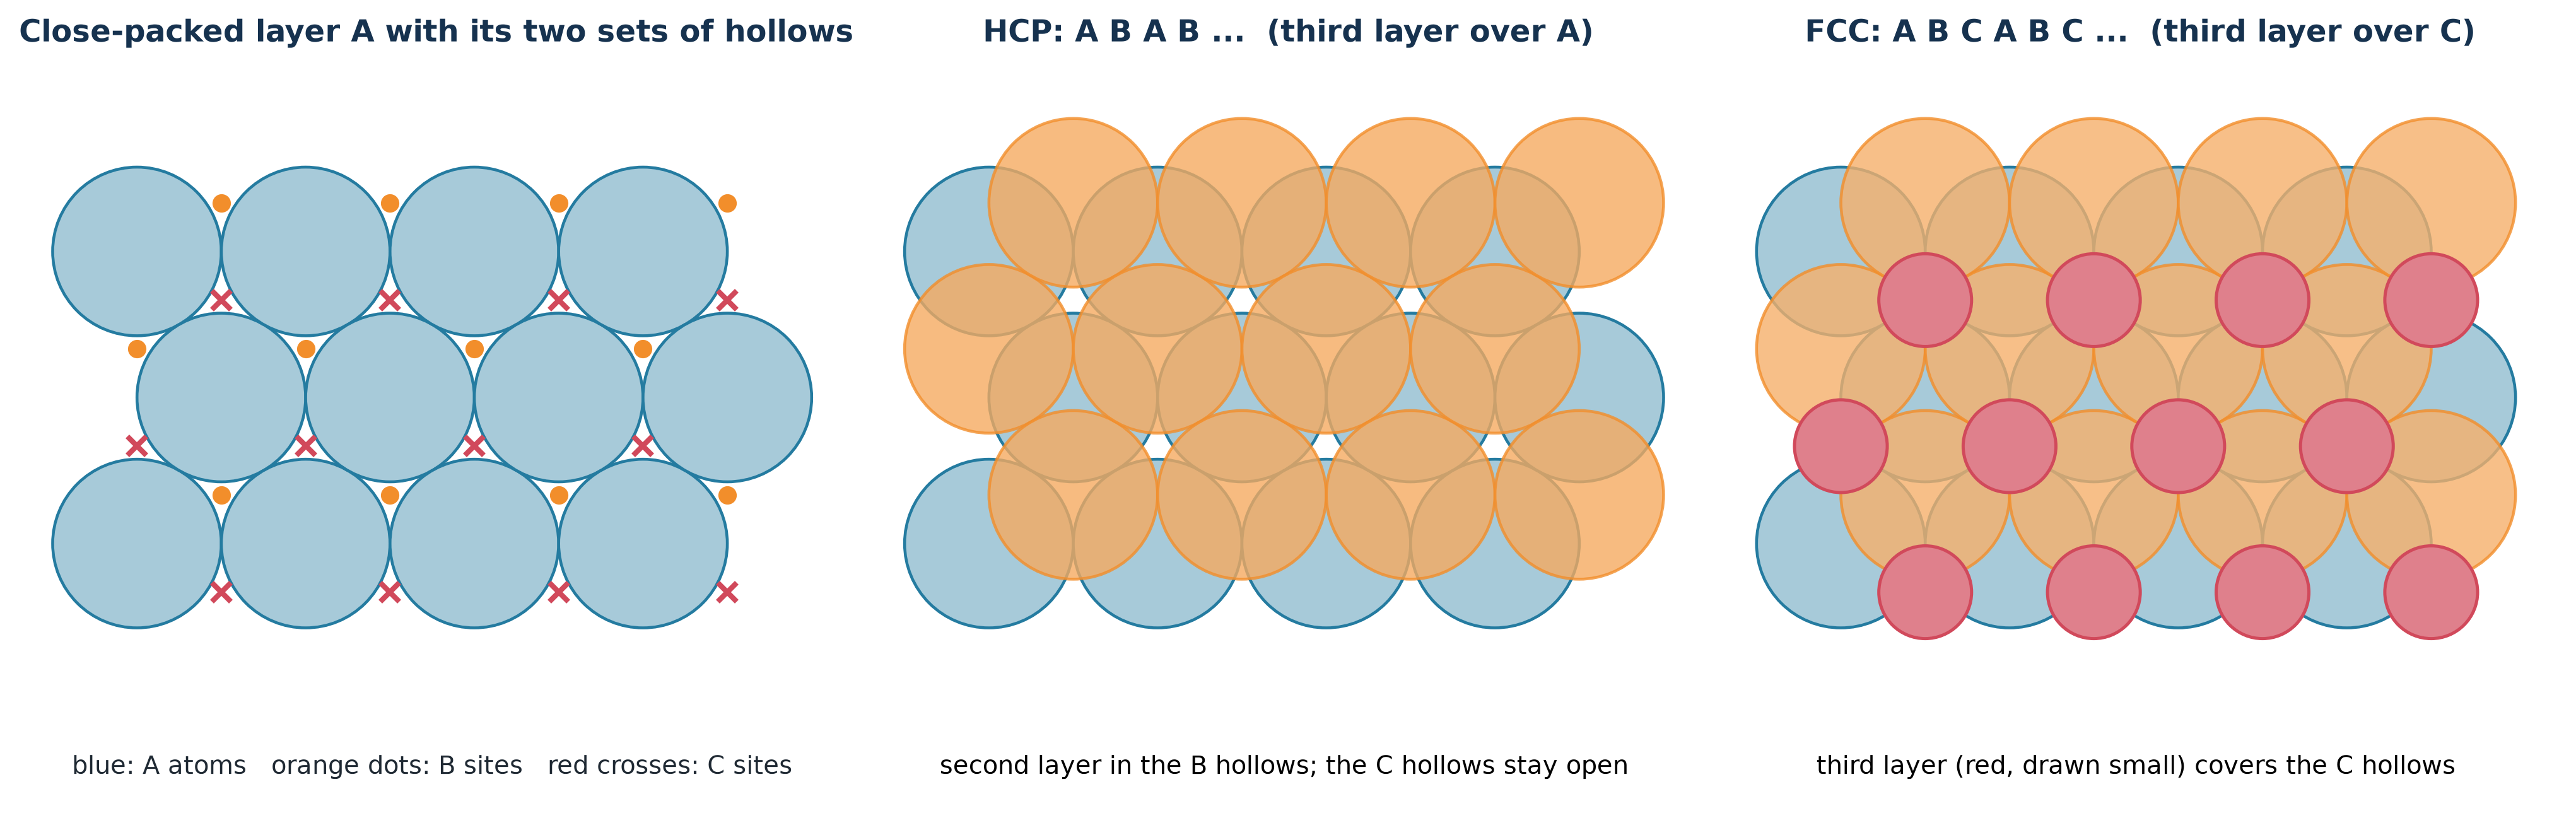 Close-packed layer A with its two sets of hollows
HCP: A B A B ...  (third layer over A)
FCC: A B C A B C ...  (third layer over C)
blue: A atoms   orange dots: B sites   red crosses: C sites
second layer in the B hollows; the C hollows stay open
third layer (red, drawn small) covers the C hollows